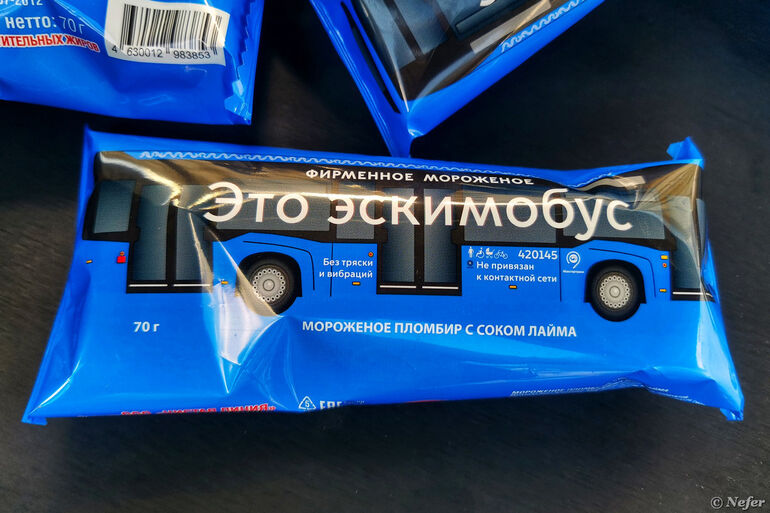 нетто: 70 г
4 630012 983853
ФИРМЕННОЕ МОРОЖЕНОЕ
Это эскимобус
Без тряски
и вибраций
420145
Не привязан
к контактной сети
70 г
МОРОЖЕНОЕ ПЛОМБИР С СОКОМ ЛАЙМА
МОРОЖЕНОЕ
© Nefer